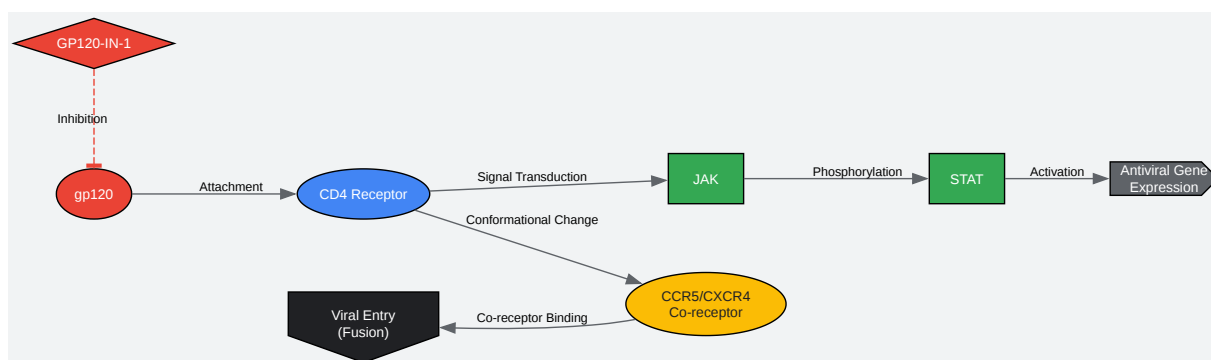 GP120-IN-1
Inhibition
gp120
Attachment
CD4 Receptor
Signal Transduction
JAK
Phosphorylation
STAT
Activation
Antiviral Gene
Expression
Conformational Change
CCR5/CXCR4
Co-receptor
Co-receptor Binding
Viral Entry
(Fusion)